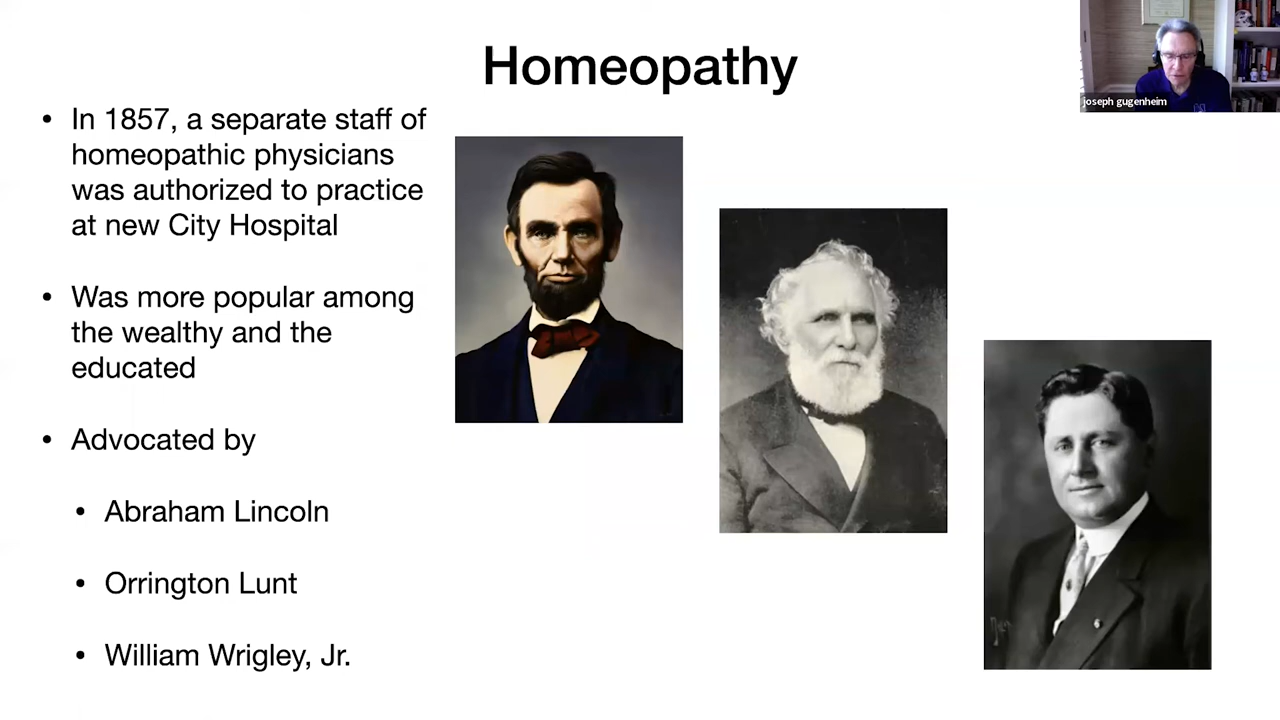 Homeopathy
joseph gugenheim
• In 1857, a separate staff of
homeopathic physicians
was authorized to practice
at new City Hospital
• Was more popular among
the wealthy and the
educated
• Advocated by
• Abraham Lincoln
• Orrington Lunt
• William Wrigley, Jr.